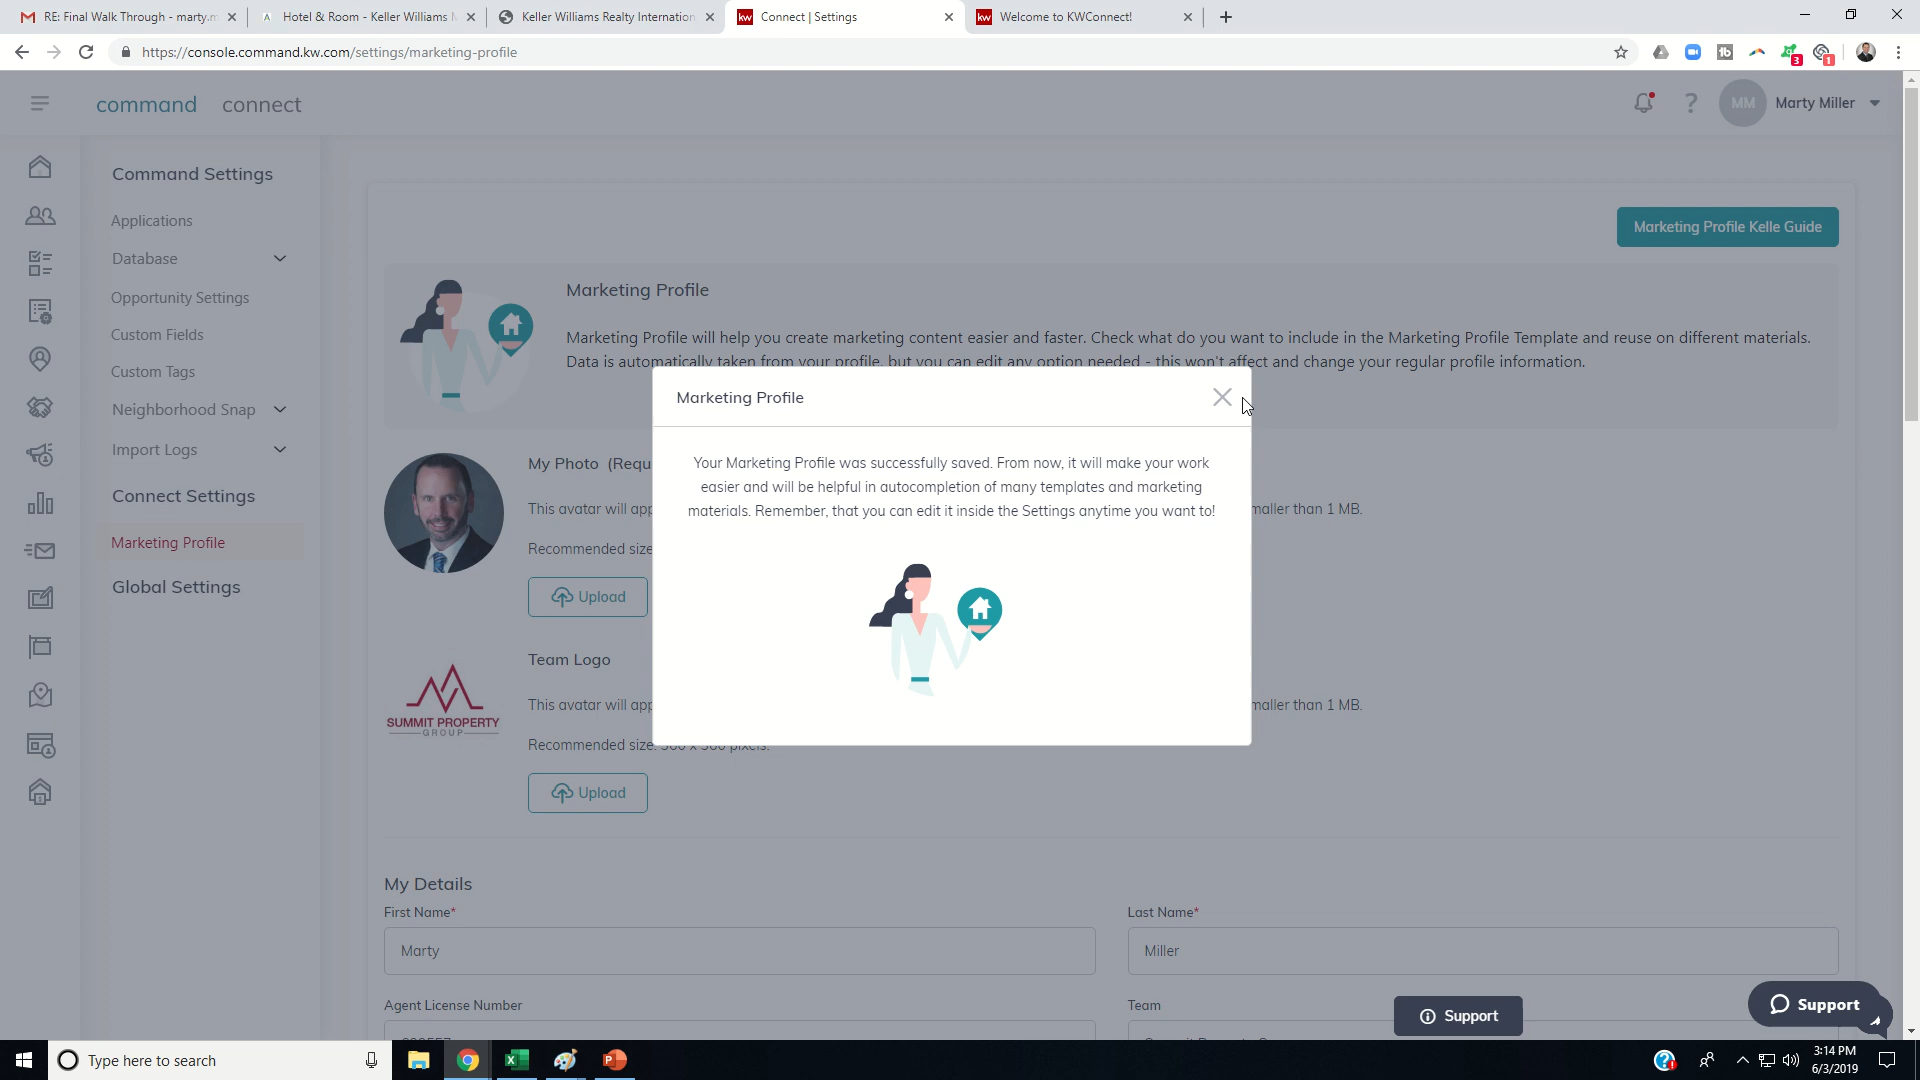 RE: Final Walk Through - marty.m
Hotel & Room - Keller Williams M
Keller Williams Realty Internation
kw Connect | Settings
kw Welcome to KWConnect!
https://console.command.kw.com/settings/marketing-profile
3
1
command connect
MM Marty Miller
Command Settings
Applications
Database
Opportunity Settings
Custom Fields
Custom Tags
Neighborhood Snap
Import Logs
Connect Settings
Marketing Profile
Global Settings
Marketing Profile Kelle Guide
Marketing Profile
Marketing Profile will help you create marketing content easier and faster. Check what do you want to include in the Marketing Profile Template and reuse on different materials.
Data is automatically taken from your profile, but you can edit any option needed - this won't affect and change your regular profile information.
Marketing Profile
Your Marketing Profile was successfully saved. From now, it will make your work
easier and will be helpful in autocompletion of many templates and marketing
materials. Remember, that you can edit it inside the Settings anytime you want to!
My Photo (Requ
This avatar will app
maller than 1 MB.
Recommended size
Upload
SUMMIT PROPERTY
GROUP
Team Logo
This avatar will app
maller than 1 MB.
Recommended size: 500 x 500 pixels.
Upload
My Details
First Name*
Marty
Last Name*
Miller
Agent License Number
Team
Support
Support
Type here to search
3:14 PM
6/3/2019